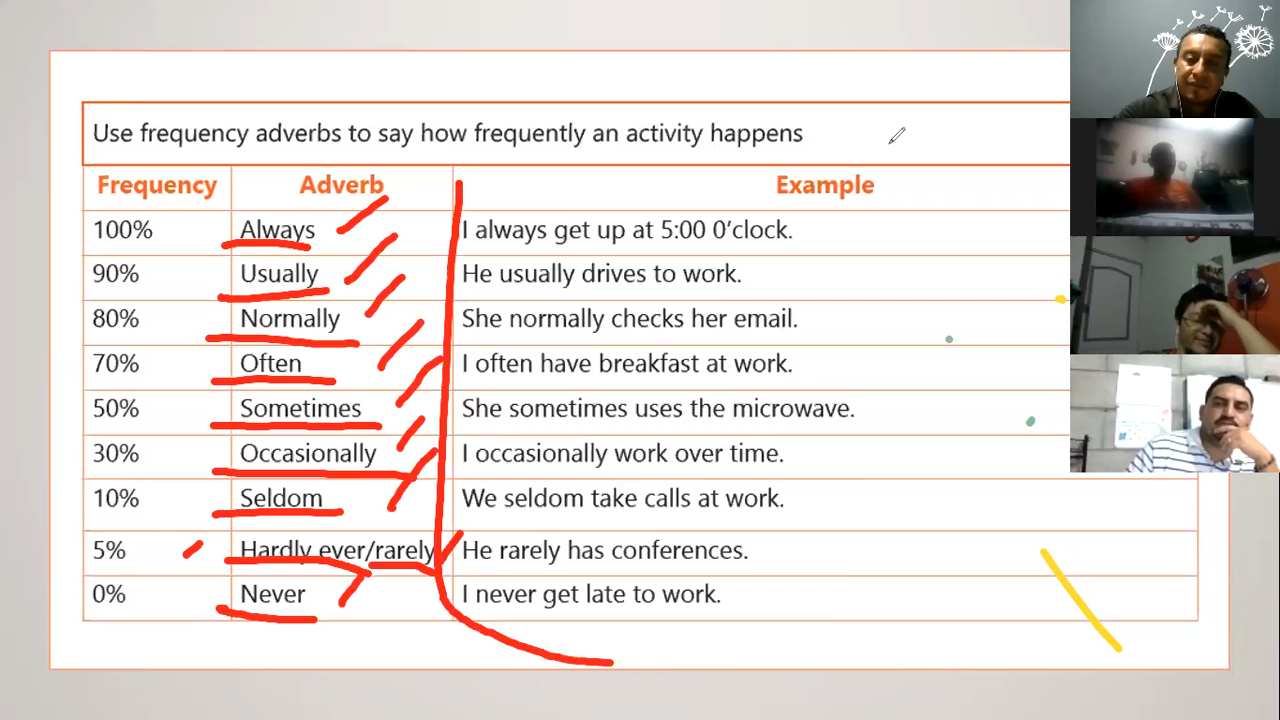 Use frequency adverbs to say how frequently an activity happens
Frequency Adverb Example
100% Always I always get up at 5:00 0’clock.
90% Usually He usually drives to work.
80% Normally She normally checks her email.
70% Often I often have breakfast at work.
50% Sometimes She sometimes uses the microwave.
30% Occasionally I occasionally work over time.
10% Seldom We seldom take calls at work.
5% Hardly ever/rarely He rarely has conferences.
0% Never I never get late to work.